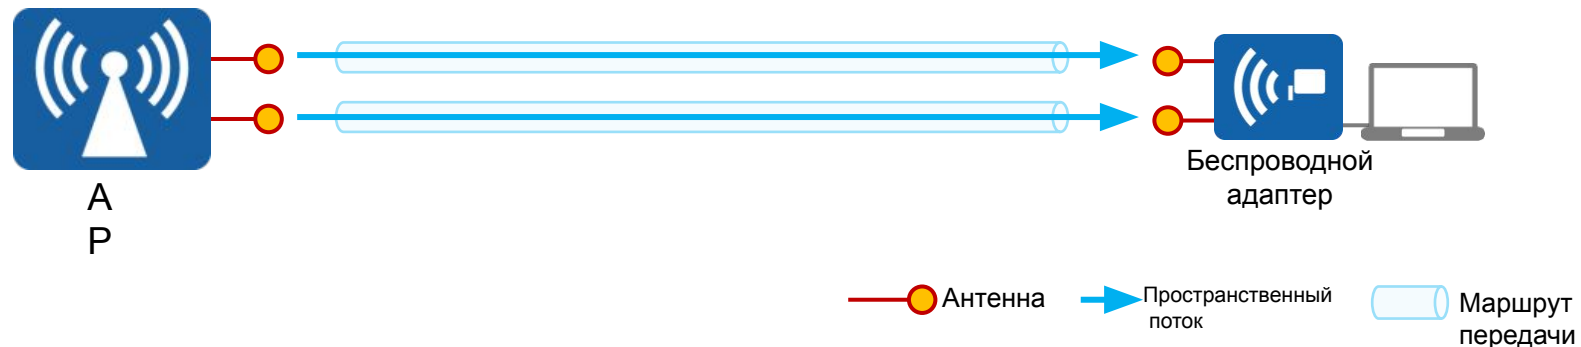 А
Р
Беспроводной
адаптер
Антенна
Пространственный
поток
Маршрут
передачи